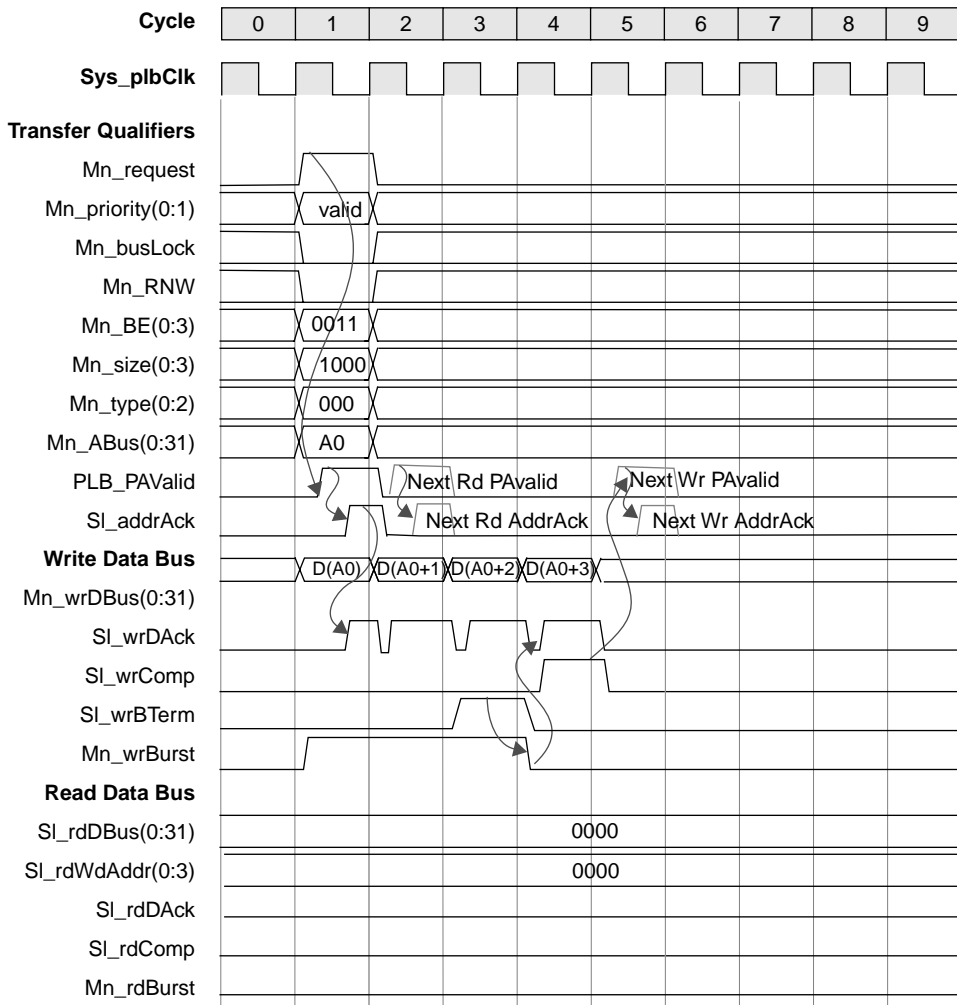 Cycle 0 1 2 3 4 5 6 7 8 9
Sys_plbClk
Transfer Qualifiers
Mn_request
Mn_priority(0:1) valid
Mn_busLock
Mn_RNW
Mn_BE(0:3) 0011
Mn_size(0:3) 1000
Mn_type(0:2) 000
Mn_ABus(0:31) A0
PLB_PAValid Next Rd PAvalid Next Wr PAvalid
Sl_addrAck Next Rd AddrAck Next Wr AddrAck
Write Data Bus D(A0) D(A0+1) D(A0+2) D(A0+3)
Mn_wrDBus(0:31)
Sl_wrDAck
Sl_wrComp
Sl_wrBTerm
Mn_wrBurst
Read Data Bus
Sl_rdDBus(0:31) 0000
Sl_rdWdAddr(0:3) 0000
Sl_rdDAck
Sl_rdComp
Mn_rdBurst